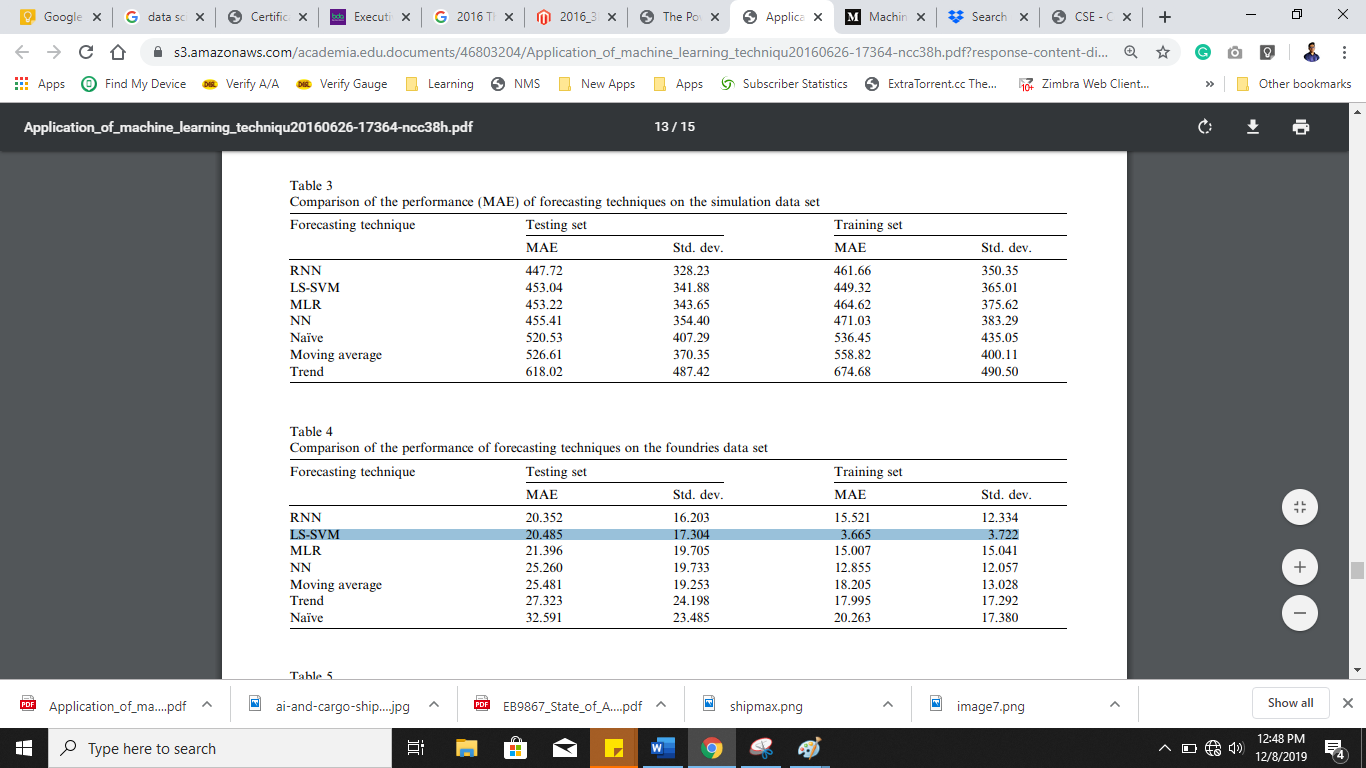 Google
data sc
Certific
Executi
2016 Th
2016_3
The Po
Applica
Machin
Search
CSE - C
s3.amazonaws.com/academia.edu.documents/46803204/Application_of_machine_learning_techniqu20160626-17364-ncc38h.pdf?response-content-di...
Apps Find My Device Verify A/A Verify Gauge Learning NMS New Apps Apps Subscriber Statistics ExtraTorrent.cc The... Zimbra Web Client... » Other bookmarks
Application_of_machine_learning_techniqu20160626-17364-ncc38h.pdf 13 / 15
Table 3
Comparison of the performance (MAE) of forecasting techniques on the simulation data set
Forecasting technique Testing set Training set
MAE Std. dev. MAE Std. dev.
RNN 447.72 328.23 461.66 350.35
LS-SVM 453.04 341.88 449.32 365.01
MLR 453.22 343.65 464.62 375.62
NN 455.41 354.40 471.03 383.29
Naïve 520.53 407.29 536.45 435.05
Moving average 526.61 370.35 558.82 400.11
Trend 618.02 487.42 674.68 490.50
Table 4
Comparison of the performance of forecasting techniques on the foundries data set
Forecasting technique Testing set Training set
MAE Std. dev. MAE Std. dev.
RNN 20.352 16.203 15.521 12.334
LS-SVM 20.485 17.304 3.665 3.722
MLR 21.396 19.705 15.007 15.041
NN 25.260 19.733 12.855 12.057
Moving average 25.481 19.253 18.205 13.028
Trend 27.323 24.198 17.995 17.292
Naïve 32.591 23.485 20.263 17.380
Table 5
Application_of_ma....pdf ai-and-cargo-ship....jpg EB9867_State_of_A....pdf shipmax.png image7.png Show all
Type here to search
12:48 PM
12/8/2019
4